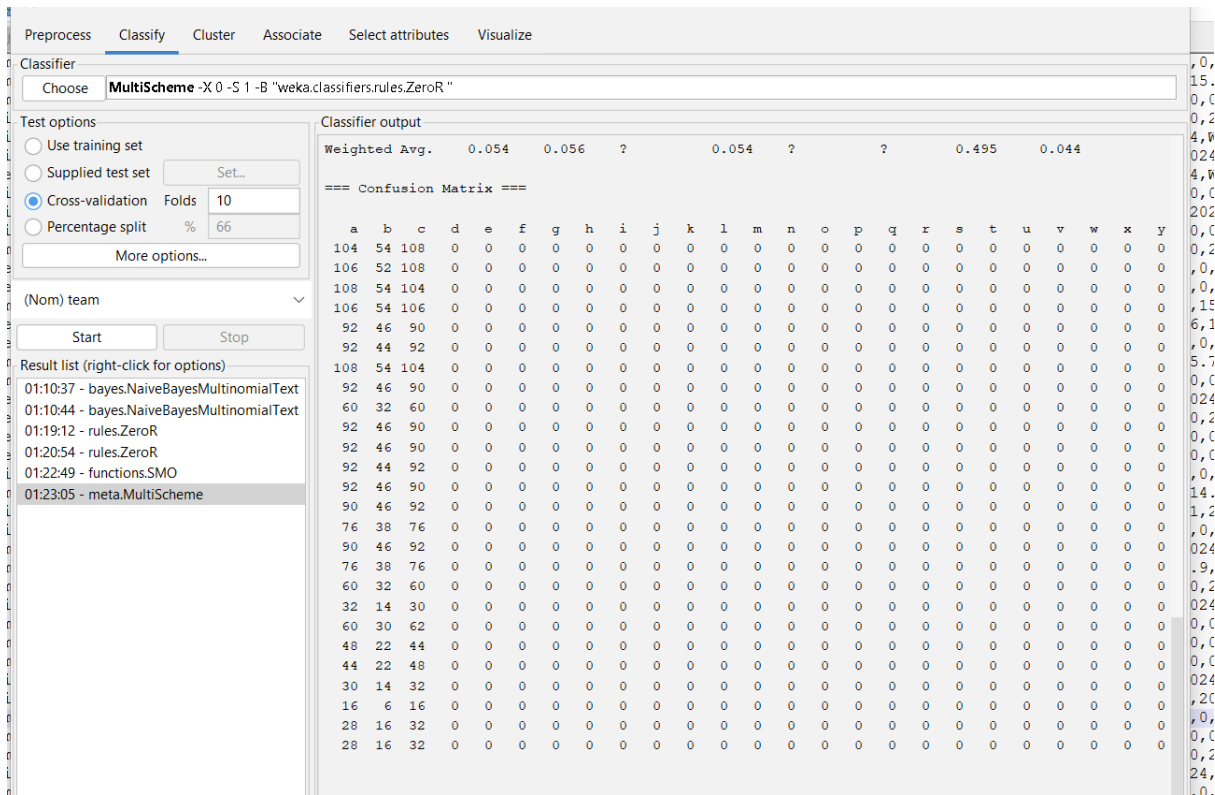 Preprocess Classify Cluster Associate Select attributes Visualize
Classifier
Choose MultiScheme -X 0 -S 1 -B "weka.classifiers.rules.ZeroR "
Test options
Use training set
Supplied test set Set...
Cross-validation Folds 10
Percentage split % 66
More options...
(Nom) team
Start Stop
Result list (right-click for options)
01:10:37 - bayes.NaiveBayesMultinomialText
01:10:44 - bayes.NaiveBayesMultinomialText
01:19:12 - rules.ZeroR
01:20:54 - rules.ZeroR
01:22:49 - functions.SMO
01:23:05 - meta.MultiScheme
Classifier output
Weighted Avg. 0.054 0.056 ? 0.054 ? ? 0.495 0.044
=== Confusion Matrix ===
a b c d e f g h i j k l m n o p q r s t u v w x y
104 54 108 0 0 0 0 0 0 0 0 0 0 0 0 0 0 0 0 0 0 0 0 0 0
106 52 108 0 0 0 0 0 0 0 0 0 0 0 0 0 0 0 0 0 0 0 0 0 0
108 54 104 0 0 0 0 0 0 0 0 0 0 0 0 0 0 0 0 0 0 0 0 0 0
106 54 106 0 0 0 0 0 0 0 0 0 0 0 0 0 0 0 0 0 0 0 0 0 0
92 46 90 0 0 0 0 0 0 0 0 0 0 0 0 0 0 0 0 0 0 0 0 0 0
92 44 92 0 0 0 0 0 0 0 0 0 0 0 0 0 0 0 0 0 0 0 0 0 0
108 54 104 0 0 0 0 0 0 0 0 0 0 0 0 0 0 0 0 0 0 0 0 0 0
92 46 90 0 0 0 0 0 0 0 0 0 0 0 0 0 0 0 0 0 0 0 0 0 0
60 32 60 0 0 0 0 0 0 0 0 0 0 0 0 0 0 0 0 0 0 0 0 0 0
92 46 90 0 0 0 0 0 0 0 0 0 0 0 0 0 0 0 0 0 0 0 0 0 0
92 46 90 0 0 0 0 0 0 0 0 0 0 0 0 0 0 0 0 0 0 0 0 0 0
92 44 92 0 0 0 0 0 0 0 0 0 0 0 0 0 0 0 0 0 0 0 0 0 0
92 46 90 0 0 0 0 0 0 0 0 0 0 0 0 0 0 0 0 0 0 0 0 0 0
90 46 92 0 0 0 0 0 0 0 0 0 0 0 0 0 0 0 0 0 0 0 0 0 0
76 38 76 0 0 0 0 0 0 0 0 0 0 0 0 0 0 0 0 0 0 0 0 0 0
90 46 92 0 0 0 0 0 0 0 0 0 0 0 0 0 0 0 0 0 0 0 0 0 0
76 38 76 0 0 0 0 0 0 0 0 0 0 0 0 0 0 0 0 0 0 0 0 0 0
60 32 60 0 0 0 0 0 0 0 0 0 0 0 0 0 0 0 0 0 0 0 0 0 0
32 14 30 0 0 0 0 0 0 0 0 0 0 0 0 0 0 0 0 0 0 0 0 0 0
60 30 62 0 0 0 0 0 0 0 0 0 0 0 0 0 0 0 0 0 0 0 0 0 0
48 22 44 0 0 0 0 0 0 0 0 0 0 0 0 0 0 0 0 0 0 0 0 0 0
44 22 48 0 0 0 0 0 0 0 0 0 0 0 0 0 0 0 0 0 0 0 0 0 0
30 14 32 0 0 0 0 0 0 0 0 0 0 0 0 0 0 0 0 0 0 0 0 0 0
16 6 16 0 0 0 0 0 0 0 0 0 0 0 0 0 0 0 0 0 0 0 0 0 0
28 16 32 0 0 0 0 0 0 0 0 0 0 0 0 0 0 0 0 0 0 0 0 0 0
28 16 32 0 0 0 0 0 0 0 0 0 0 0 0 0 0 0 0 0 0 0 0 0 0